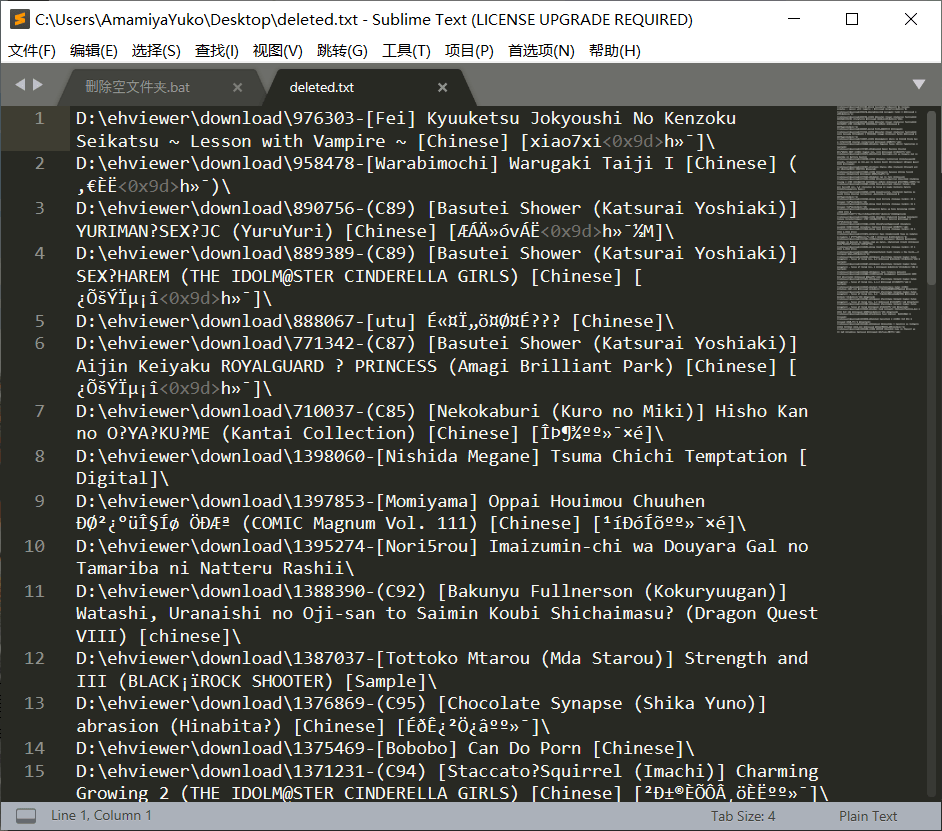 C:\Users\AmamiyaYuko\Desktop\deleted.txt - Sublime Text (LICENSE UPGRADE REQUIRED)
文件(F) 编辑(E) 选择(S) 查找(I) 视图(V) 跳转(G) 工具(T) 项目(P) 首选项(N) 帮助(H)
删除空文件夹.bat × deleted.txt ×
1 D:\ehviewer\download\976303-[Fei] Kyuuketsu Jokyoushi No Kenzoku
Seikatsu ~ Lesson with Vampire ~ [Chinese] [xiao7xi<0x9d>h»¯]\
2 D:\ehviewer\download\958478-[Warabimochi] Warugaki Taiji I [Chinese] (
‚€ÈË<0x9d>h»¯)\
3 D:\ehviewer\download\890756-(C89) [Basutei Shower (Katsurai Yoshiaki)]
YURIMAN?SEX?JC (YuruYuri) [Chinese] [ÆÁÄ»óvÁË<0x9d>h»¯½M]\
4 D:\ehviewer\download\889389-(C89) [Basutei Shower (Katsurai Yoshiaki)]
SEX?HAREM (THE IDOLM@STER CINDERELLA GIRLS) [Chinese] [
¿ÕšÝÏµ¡î<0x9d>h»¯]\
5 D:\ehviewer\download\888067-[utu] É«¤Ï„ö¤Ø¤É??? [Chinese]\
6 D:\ehviewer\download\771342-(C87) [Basutei Shower (Katsurai Yoshiaki)]
Aijin Keiyaku ROYALGUARD ? PRINCESS (Amagi Brilliant Park) [Chinese] [
¿ÕšÝÏµ¡î<0x9d>h»¯]\
7 D:\ehviewer\download\710037-(C85) [Nekokaburi (Kuro no Miki)] Hisho Kan
no O?YA?KU?ME (Kantai Collection) [Chinese] [ÎÞ¶¾ºº»¯×é]\
8 D:\ehviewer\download\1398060-[Nishida Megane] Tsuma Chichi Temptation [
Digital]\
9 D:\ehviewer\download\1397853-[Momiyama] Oppai Houimou Chuuhen
ÐØ²¿°üÎ§Íø ÖÐÆª (COMIC Magnum Vol. 111) [Chinese] [¹íÐóÍõºº»¯×é]\
10 D:\ehviewer\download\1395274-[Nori5rou] Imaizumin-chi wa Douyara Gal no
Tamariba ni Natteru Rashii\
11 D:\ehviewer\download\1388390-(C92) [Bakunyu Fullnerson (Kokuryuugan)]
Watashi, Uranaishi no Oji-san to Saimin Koubi Shichaimasu? (Dragon Quest
VIII) [chinese]\
12 D:\ehviewer\download\1387037-[Tottoko Mtarou (Mda Starou)] Strength and
III (BLACK¡ïROCK SHOOTER) [Sample]\
13 D:\ehviewer\download\1376869-(C95) [Chocolate Synapse (Shika Yuno)]
abrasion (Hinabita?) [Chinese] [ÉðÊ¿²Ö¿âºº»¯]\
14 D:\ehviewer\download\1375469-[Bobobo] Can Do Porn [Chinese]\
15 D:\ehviewer\download\1371231-(C94) [Staccato?Squirrel (Imachi)] Charming
Growing 2 (THE IDOLM@STER CINDERELLA GIRLS) [Chinese] [²Ð±®ÈÕÔÂ¸öÈËºº»¯]\
Line 1, Column 1 Tab Size: 4 Plain Text